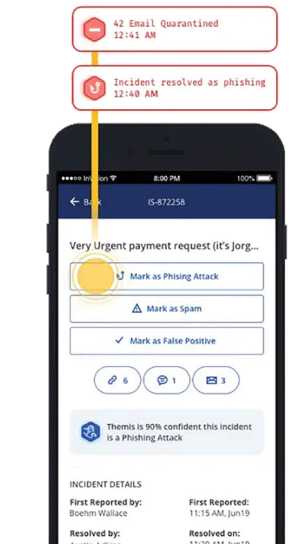 42 Email Quarantined
12:41 AM
Incident resolved as phishing
12:40 AM
8:00 PM
100%
Back
IS-872258
Very Urgent payment request (it's Jorg...
Mark as Phising Attack
Mark as Spam
Mark as False Positive
6
1
3
Themis is 90% confident this incident
is a Phishing Attack
INCIDENT DETAILS
First Reported by:
First Reported:
Boehm Wallace
11:15 AM, Jun19
Resolved by:
Resolved on: